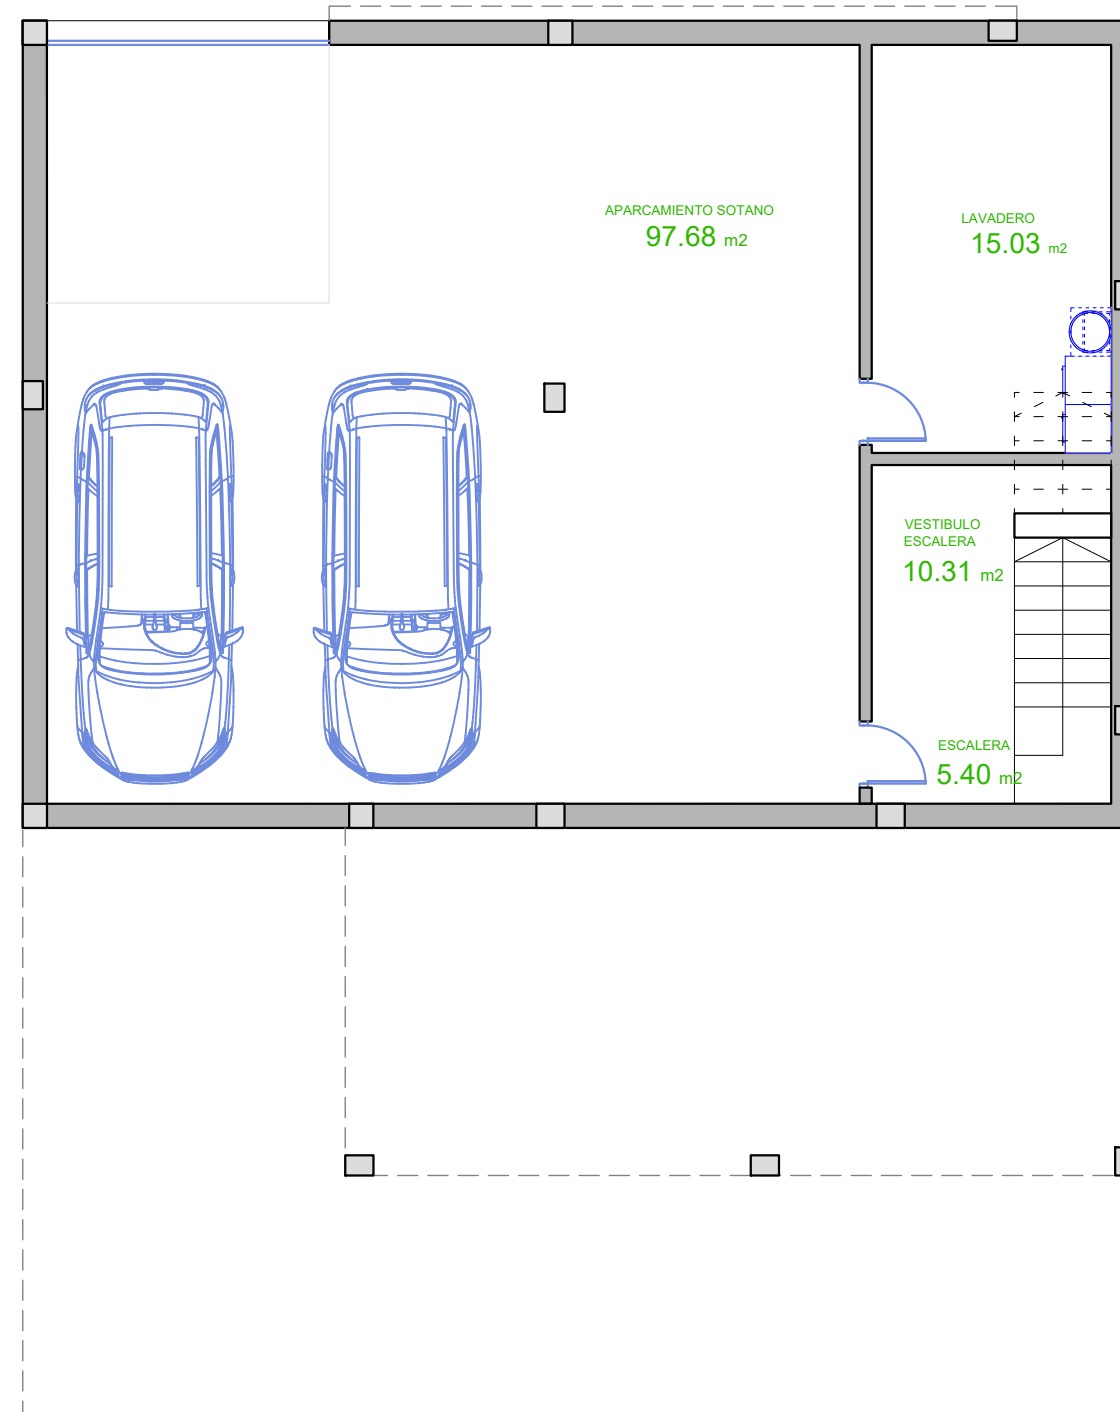 APARCAMIENTO SOTANO
97.68 m2
LAVADERO
15.03 m2
VESTIBULO
ESCALERA
10.31 m2
ESCALERA
5.40 m2